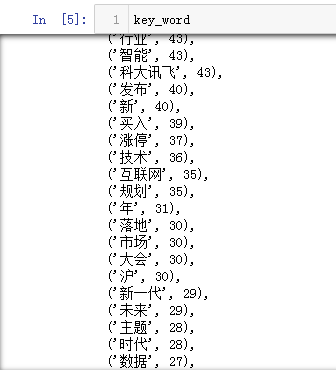 In [5]: 1 key_word
('行业', 43),
('智能', 43),
('科大讯飞', 43),
('发布', 40),
('新', 40),
('买入', 39),
('涨停', 37),
('技术', 36),
('互联网', 35),
('规划', 35),
('年', 31),
('落地', 30),
('市场', 30),
('大会', 30),
('沪', 30),
('新一代', 29),
('未来', 29),
('主题', 28),
('时代', 28),
('数据', 27),